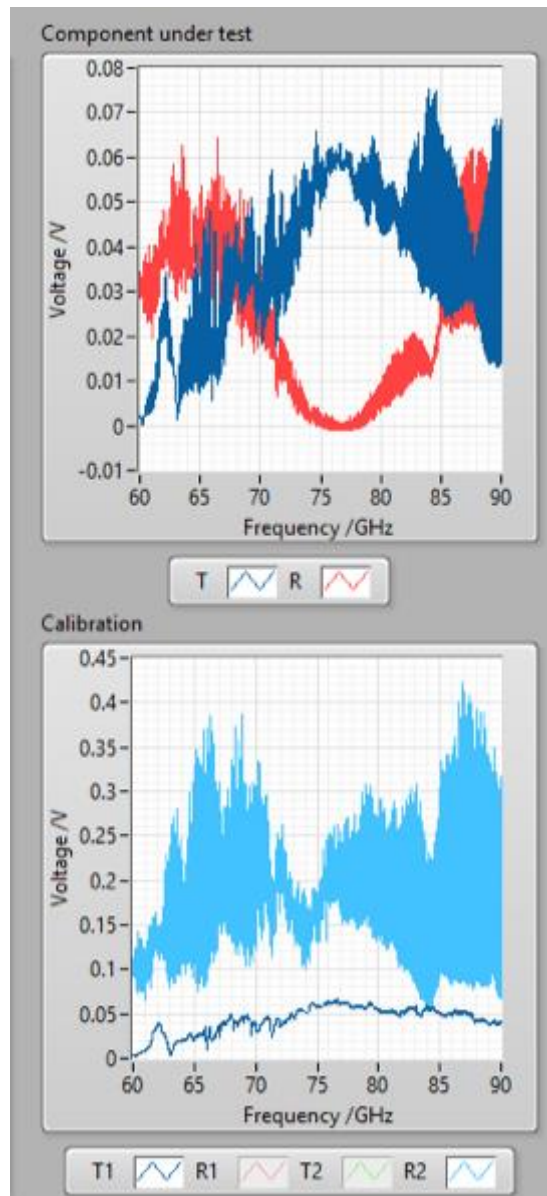 Component under test
0.08
0.07
0.06
0.05
0.04
0.03
0.02
0.01
0
-0.01
Voltage /V
60 65 70 75 80 85 90
Frequency /GHz
T R
Calibration
0.45
0.4
0.35
0.3
0.25
0.2
0.15
0.1
0.05
0
Voltage /V
60 65 70 75 80 85 90
Frequency /GHz
T1 R1 T2 R2